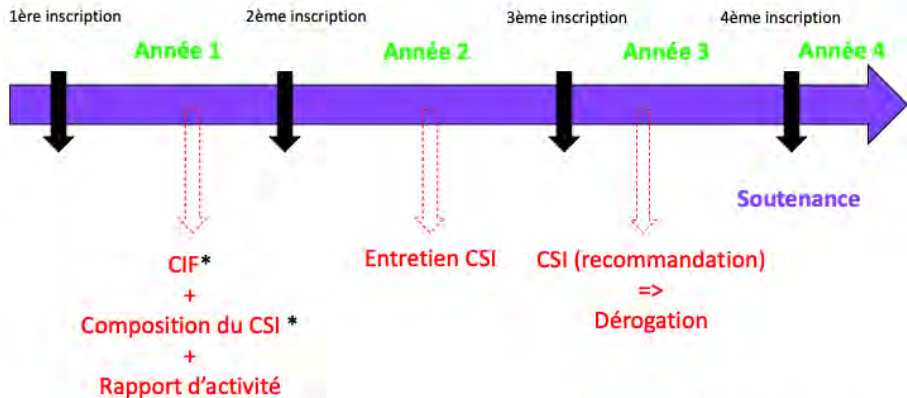 1ère inscription
2ème inscription
3ème inscription
4ème inscription
Année 1
Année 2
Année 3
Année 4
Soutenance
CIF*
+
Composition du CSI *
+
Rapport d'activité
Entretien CSI
CSI (recommandation)
=>
Dérogation